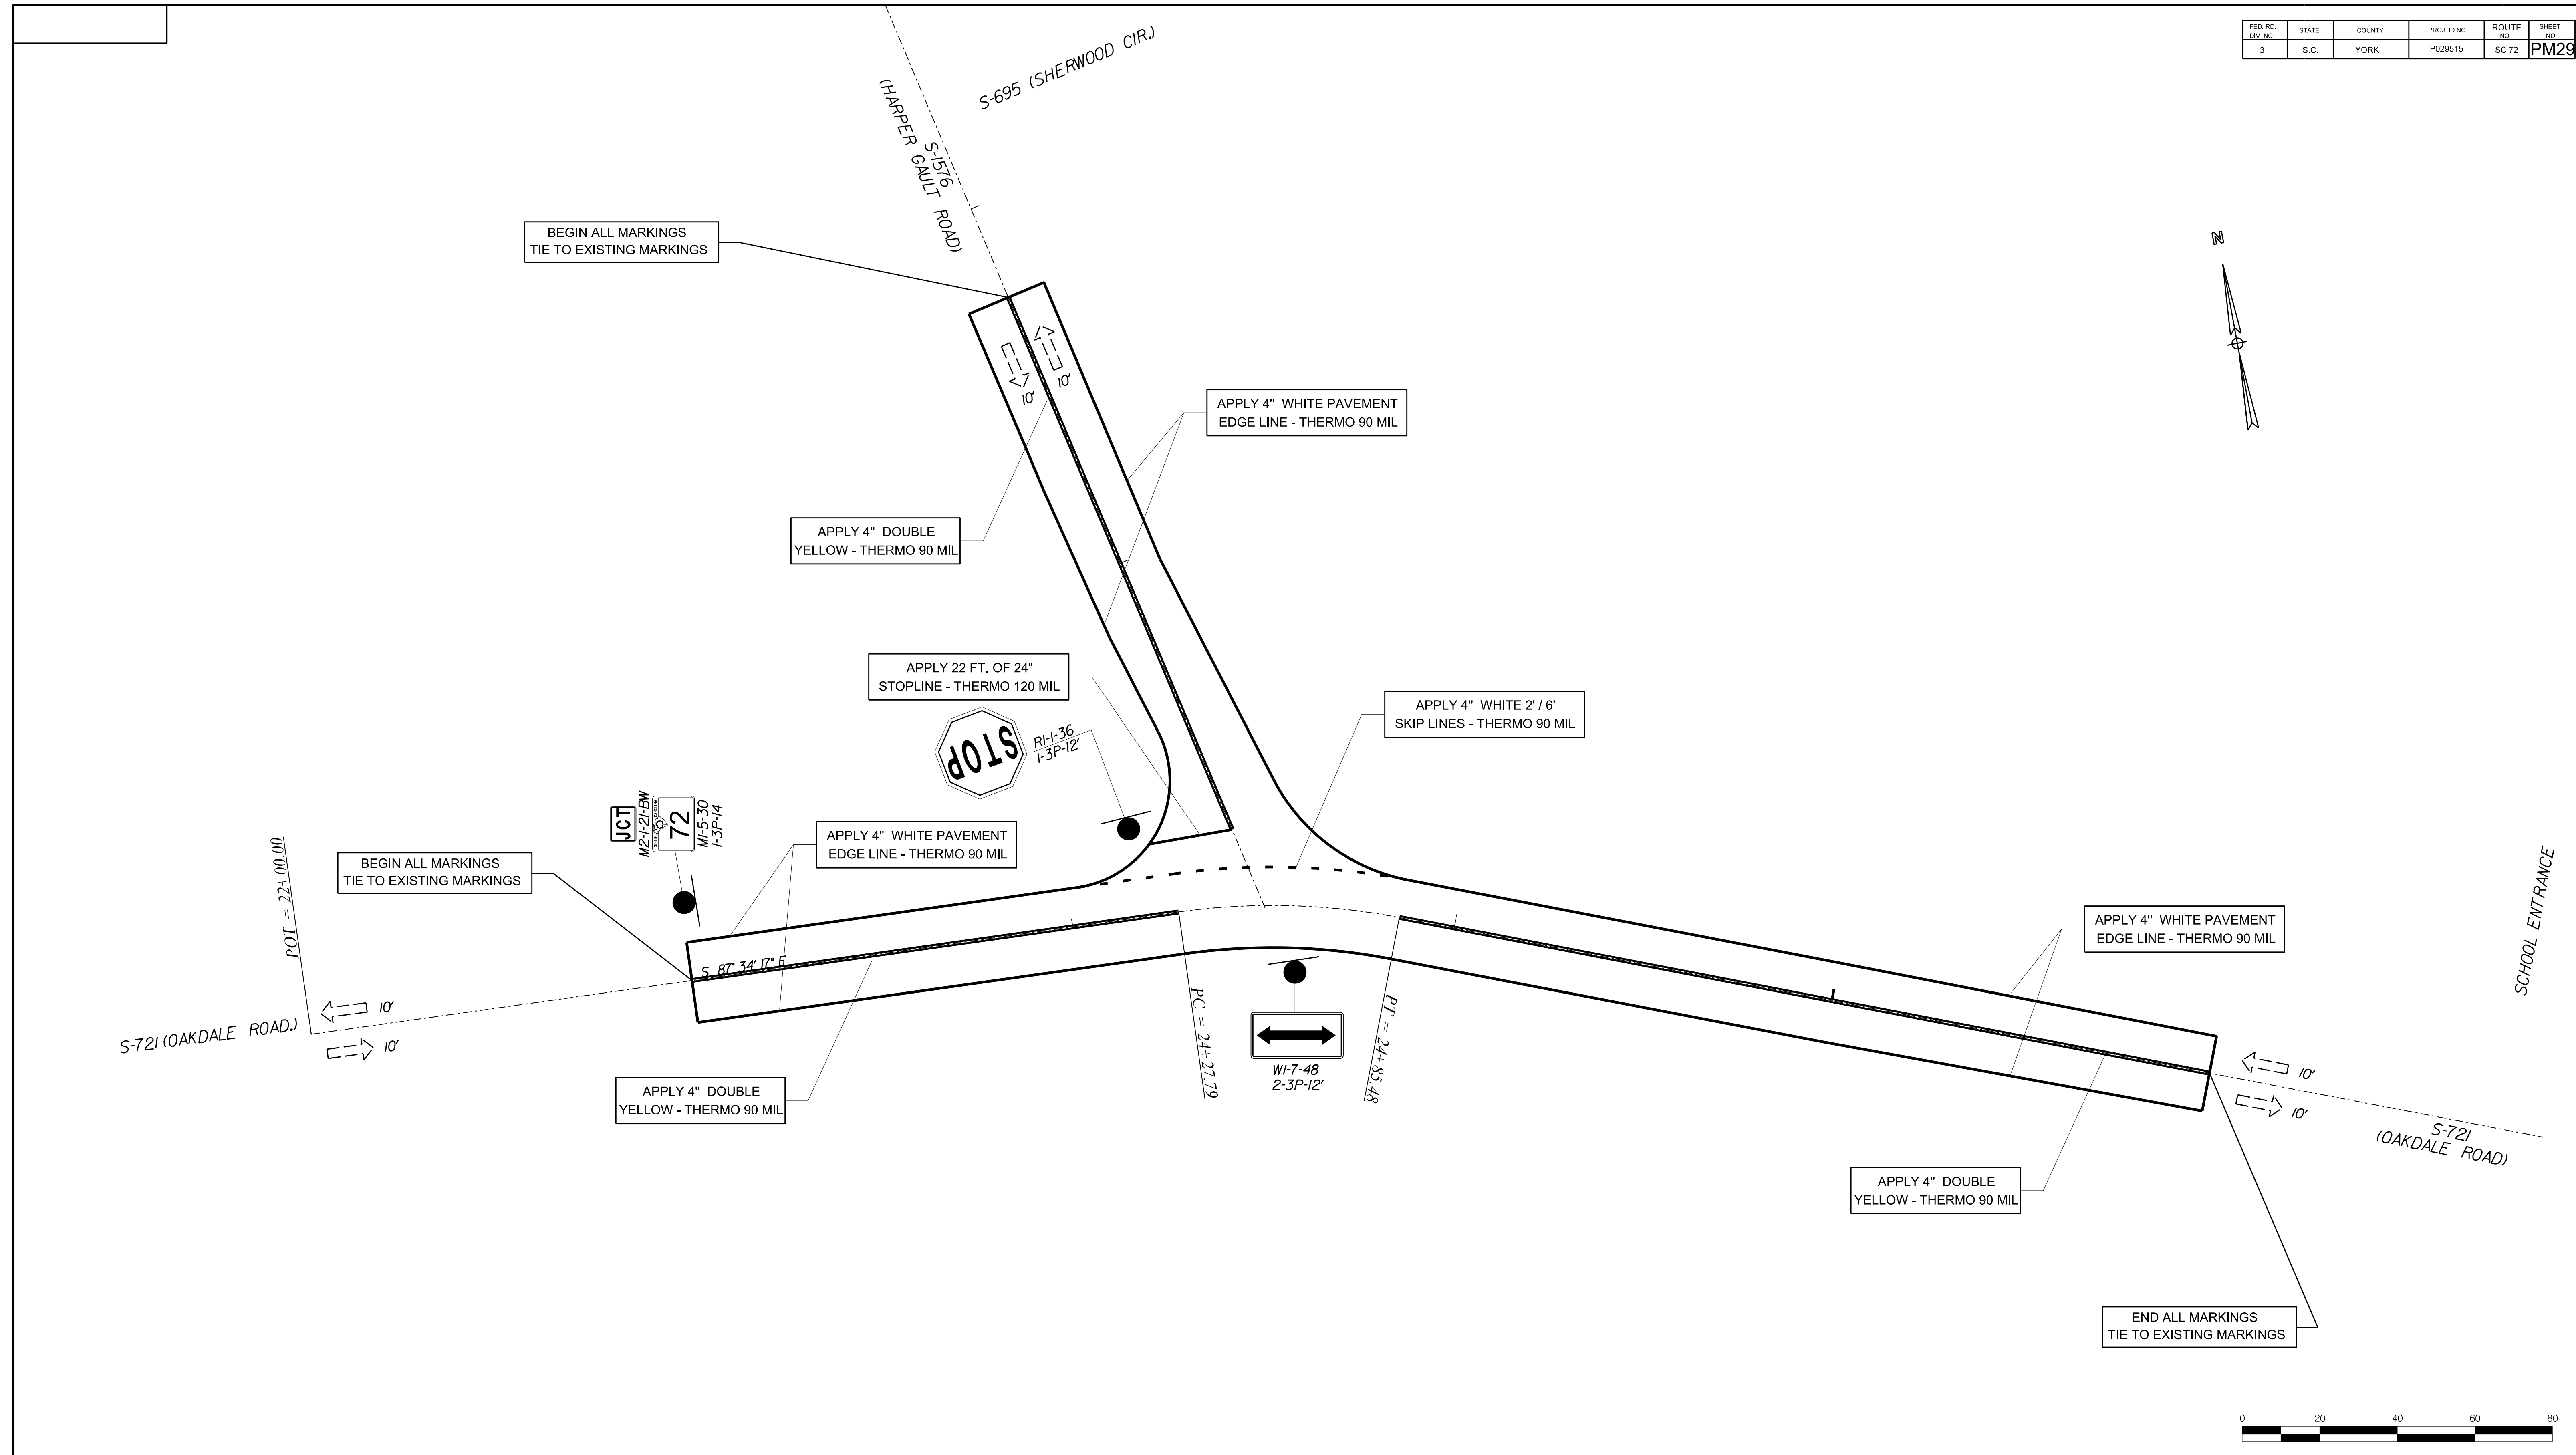 FED. RD. DIV. NO. STATE COUNTY PROJ. ID NO. ROUTE NO. SHEET NO.
3 S.C. YORK P029515 SC 72 PM29
S-695 (SHERWOOD CIR.)
S-1576
(HARPER GAULT ROAD)
N
BEGIN ALL MARKINGS
TIE TO EXISTING MARKINGS
10'
10'
APPLY 4" WHITE PAVEMENT
EDGE LINE - THERMO 90 MIL
APPLY 4" DOUBLE
YELLOW - THERMO 90 MIL
APPLY 22 FT. OF 24"
STOPLINE - THERMO 120 MIL
APPLY 4" WHITE 2' / 6'
SKIP LINES - THERMO 90 MIL
STOP
R1-1-36
1-3P-12'
JCT
M2-1-21-BW
SOUTH CAROLINA
72
M1-5-30
1-3P-14
APPLY 4" WHITE PAVEMENT
EDGE LINE - THERMO 90 MIL
BEGIN ALL MARKINGS
TIE TO EXISTING MARKINGS
POT = 22+00.00
S 87° 34' 17" E
10'
10'
S-721 (OAKDALE ROAD.)
APPLY 4" DOUBLE
YELLOW - THERMO 90 MIL
PC = 24+27.79
W1-7-48
2-3P-12'
PT = 24+85.48
APPLY 4" WHITE PAVEMENT
EDGE LINE - THERMO 90 MIL
SCHOOL ENTRANCE
10'
10'
S-721
(OAKDALE ROAD)
APPLY 4" DOUBLE
YELLOW - THERMO 90 MIL
END ALL MARKINGS
TIE TO EXISTING MARKINGS
0 20 40 60 80